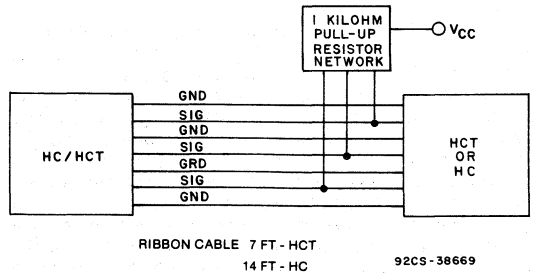 1 KILOHM
PULL-UP
RESISTOR
NETWORK
VCC
GND
SIG
GND
SIG
GRD
SIG
GND
HC/HCT
HCT
OR
HC
RIBBON CABLE 7 FT - HCT
14 FT - HC
92CS-38669